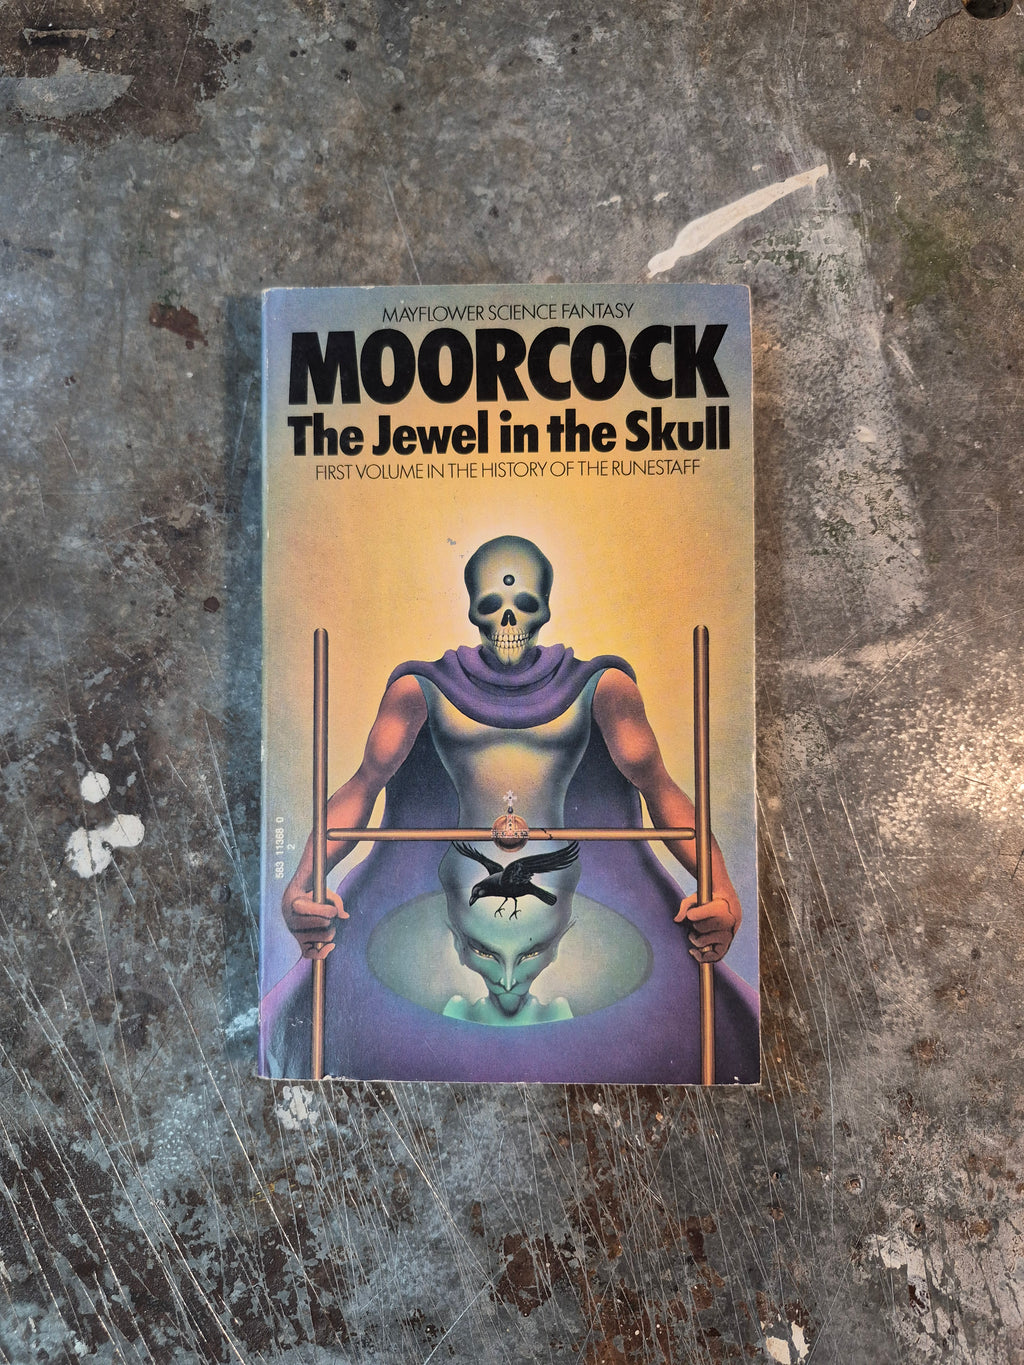 MAYFLOWER SCIENCE FANTASY
MOORCOCK
The Jewel in the Skull
FIRST VOLUME IN THE HISTORY OF THE RUNESTAFF
583 11368 0
2